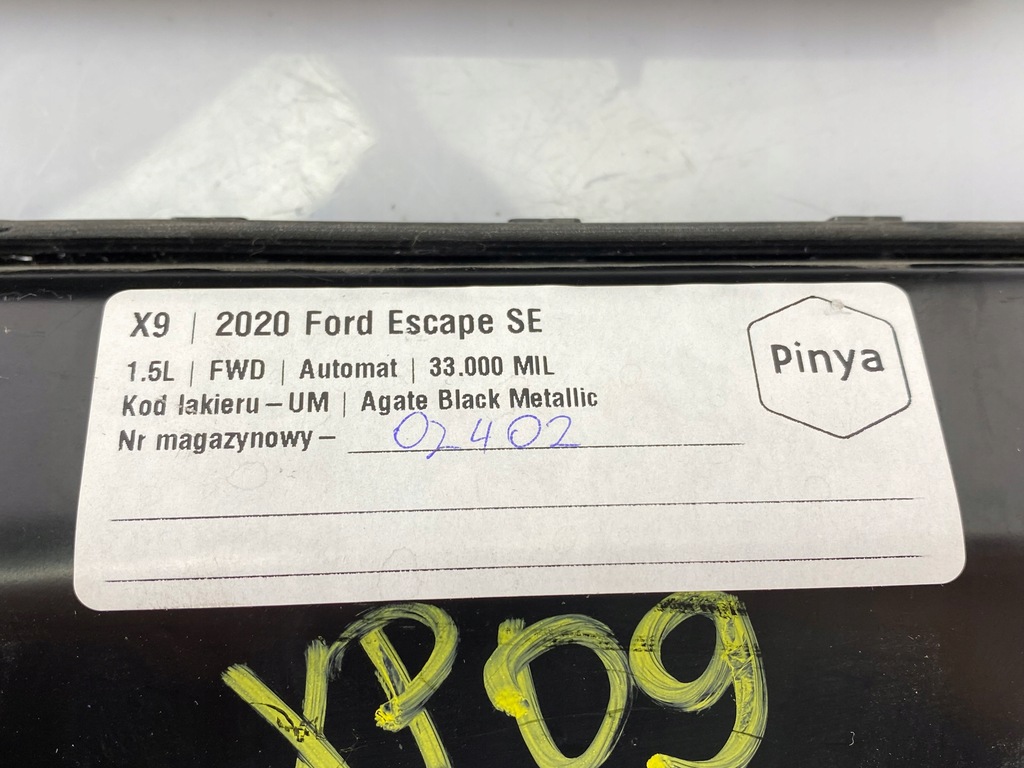 X9 | 2020 Ford Escape SE
Pinya
1.5L | FWD | Automat | 33.000 MIL
Kod lakieru – UM | Agate Black Metallic
Nr magazynowy – 02402